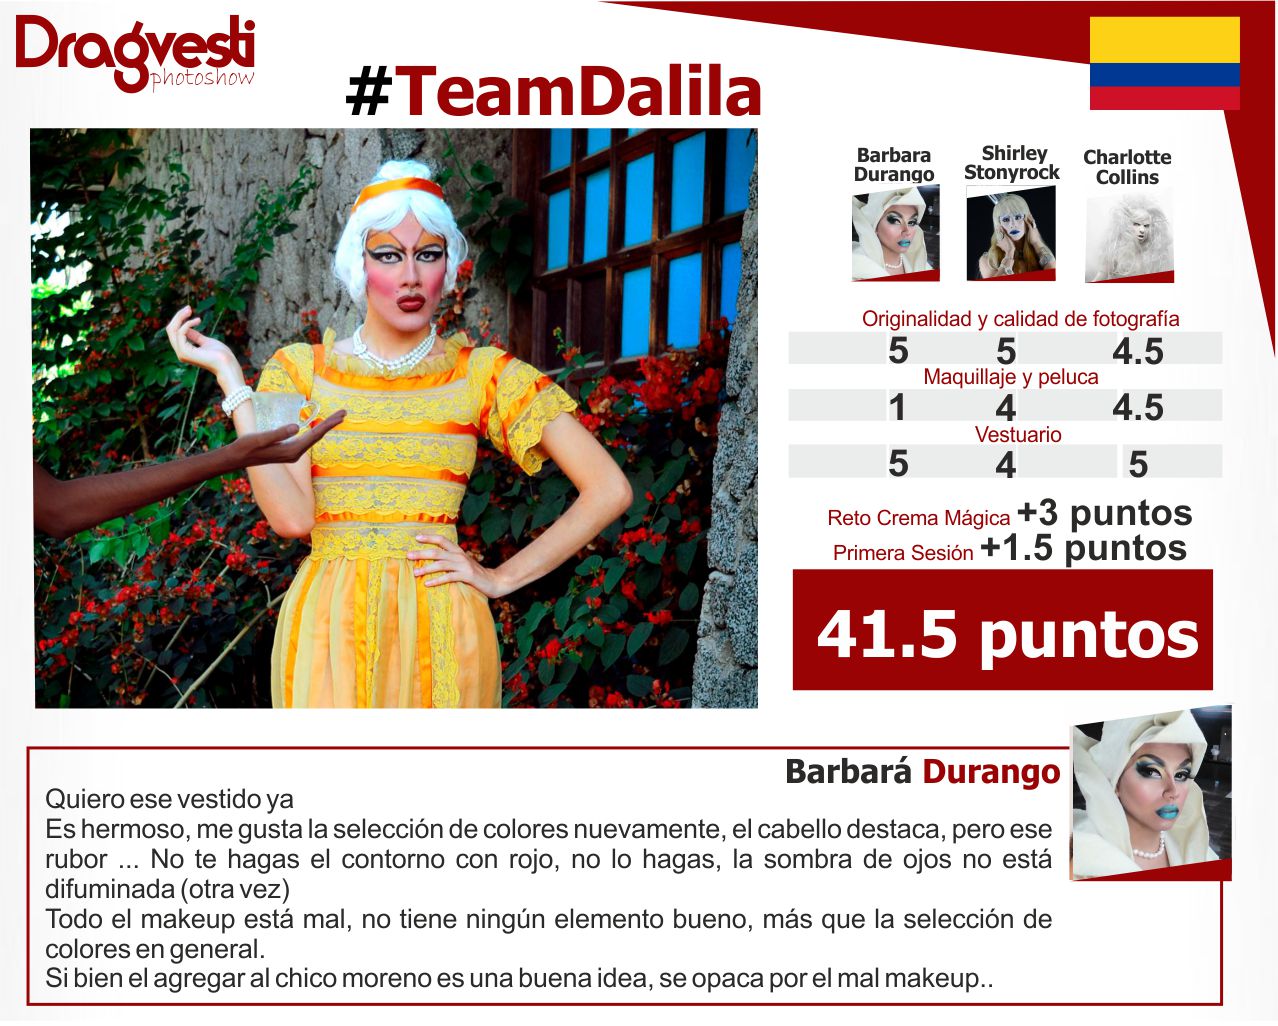 Dragvesti
photoshow
#TeamDalila
Barbara
Durango
Shirley
Stonyrock
Charlotte
Collins
Originalidad y calidad de fotografía
5 5 4.5
Maquillaje y peluca
1 4 4.5
Vestuario
5 4 5
Reto Crema Mágica +3 puntos
Primera Sesión +1.5 puntos
41.5 puntos
Barbará Durango
Quiero ese vestido ya
Es hermoso, me gusta la selección de colores nuevamente, el cabello destaca, pero ese
rubor ... No te hagas el contorno con rojo, no lo hagas, la sombra de ojos no está
difuminada (otra vez)
Todo el makeup está mal, no tiene ningún elemento bueno, más que la selección de
colores en general.
Si bien el agregar al chico moreno es una buena idea, se opaca por el mal makeup..